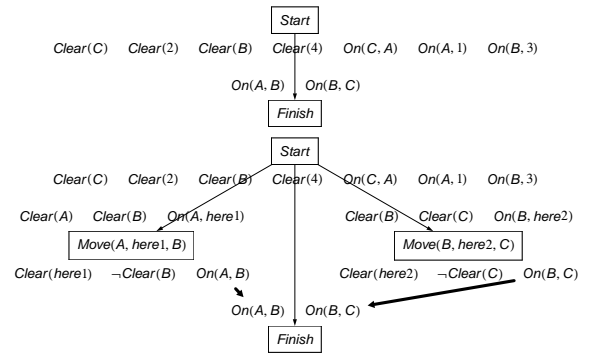 Start
Clear(C) Clear(2) Clear(B) Clear(4) On(C, A) On(A, 1) On(B, 3)
On(A, B) On(B, C)
Finish
Start
Clear(C) Clear(2) Clear(B) Clear(4) On(C, A) On(A, 1) On(B, 3)
Clear(A) Clear(B) On(A, here1) Clear(B) Clear(C) On(B, here2)
Move(A, here1, B) Move(B, here2, C)
Clear(here1) ¬Clear(B) On(A, B) Clear(here2) ¬Clear(C) On(B, C)
On(A, B) On(B, C)
Finish